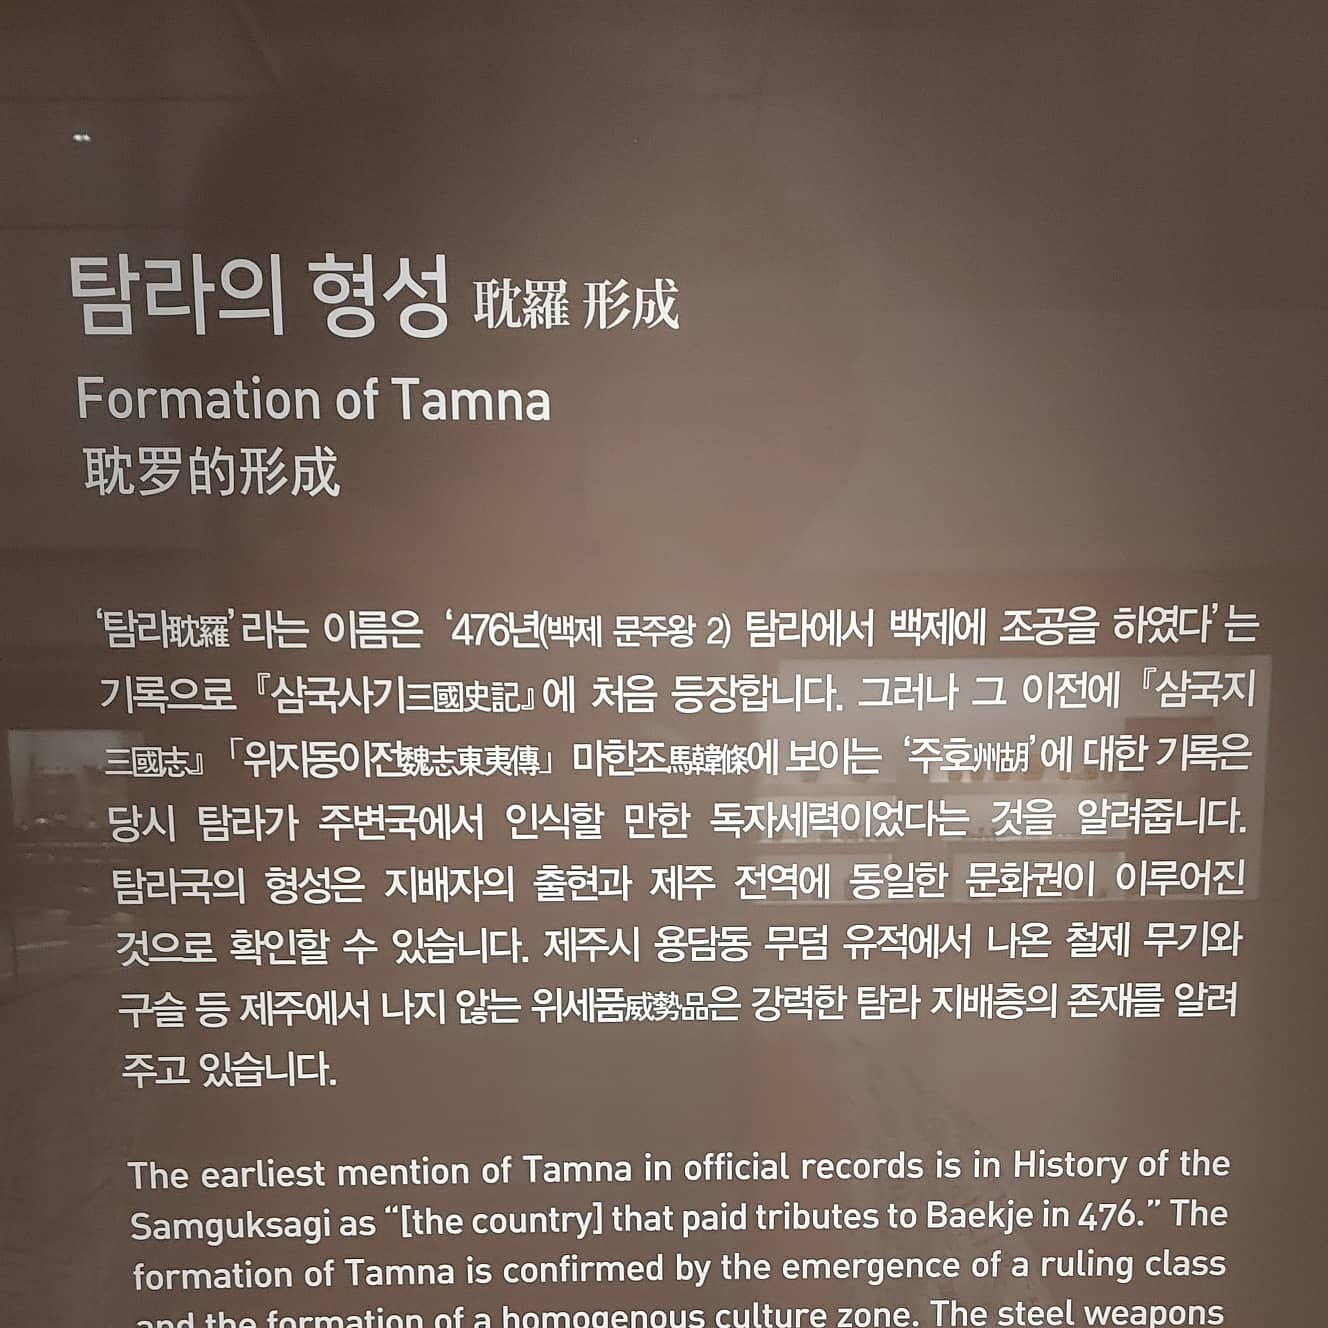 탐라의 형성 耽羅 形成
Formation of Tamna
耽罗的形成
‘탐라耽羅’라는 이름은 ‘476년(백제 문주왕 2) 탐라에서 백제에 조공을 하였다’는
기록으로 『삼국사기三國史記』에 처음 등장합니다. 그러나 그 이전에 『삼국지
三國志』 「위지동이전魏志東夷傳」 마한조馬韓條에 보이는 ‘주호州胡’에 대한 기록은
당시 탐라가 주변국에서 인식할 만한 독자세력이었다는 것을 알려줍니다.
탐라국의 형성은 지배자의 출현과 제주 전역에 동일한 문화권이 이루어진
것으로 확인할 수 있습니다. 제주시 용담동 무덤 유적에서 나온 철제 무기와
구슬 등 제주에서 나지 않는 위세품威勢品은 강력한 탐라 지배층의 존재를 알려
주고 있습니다.
The earliest mention of Tamna in official records is in History of the
Samguksagi as “[the country] that paid tributes to Baekje in 476.” The
formation of Tamna is confirmed by the emergence of a ruling class
and the formation of a homogenous culture zone. The steel weapons